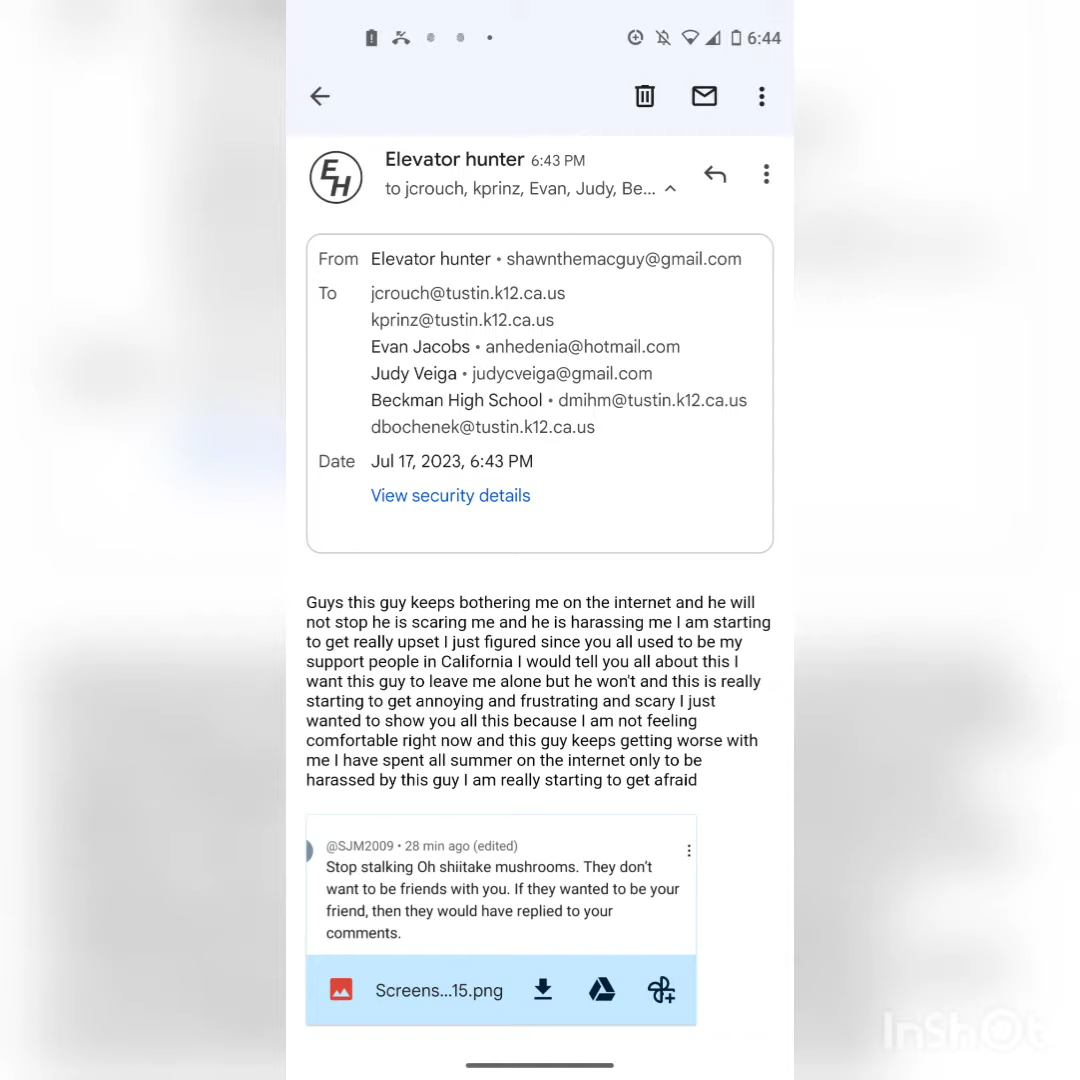 6:44
Elevator hunter 6:43 PM
EH
to jcrouch, kprinz, Evan, Judy, Be...
From Elevator hunter • shawnthemacguy@gmail.com
To jcrouch@tustin.k12.ca.us
kprinz@tustin.k12.ca.us
Evan Jacobs • anhedenia@hotmail.com
Judy Veiga • judycveiga@gmail.com
Beckman High School • dmihm@tustin.k12.ca.us
dbochenek@tustin.k12.ca.us
Date Jul 17, 2023, 6:43 PM
View security details
Guys this guy keeps bothering me on the internet and he will
not stop he is scaring me and he is harassing me I am starting
to get really upset I just figured since you all used to be my
support people in California I would tell you all about this I
want this guy to leave me alone but he won't and this is really
starting to get annoying and frustrating and scary I just
wanted to show you all this because I am not feeling
comfortable right now and this guy keeps getting worse with
me I have spent all summer on the internet only to be
harassed by this guy I am really starting to get afraid
@SJM2009 • 28 min ago (edited)
Stop stalking Oh shiitake mushrooms. They don't
want to be friends with you. If they wanted to be your
friend, then they would have replied to your
comments.
Screens...15.png
InShOt